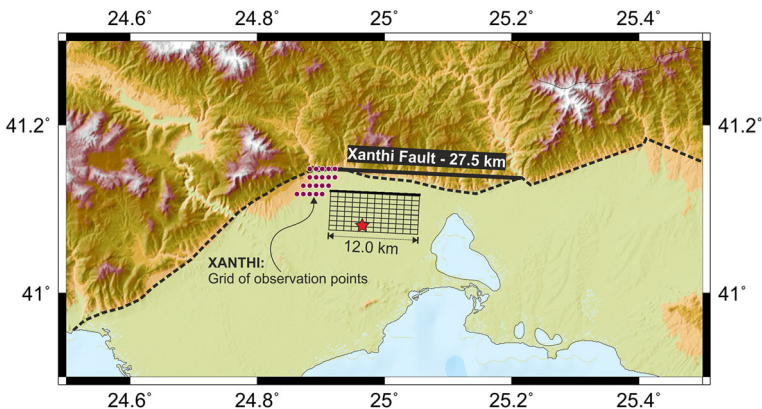 24.6˚ 24.8˚ 25˚ 25.2˚ 25.4˚
41.2˚ 41.2˚
Xanthi Fault - 27.5 km
12.0 km
XANTHI:
Grid of observation points
41˚ 41˚
24.6˚ 24.8˚ 25˚ 25.2˚ 25.4˚